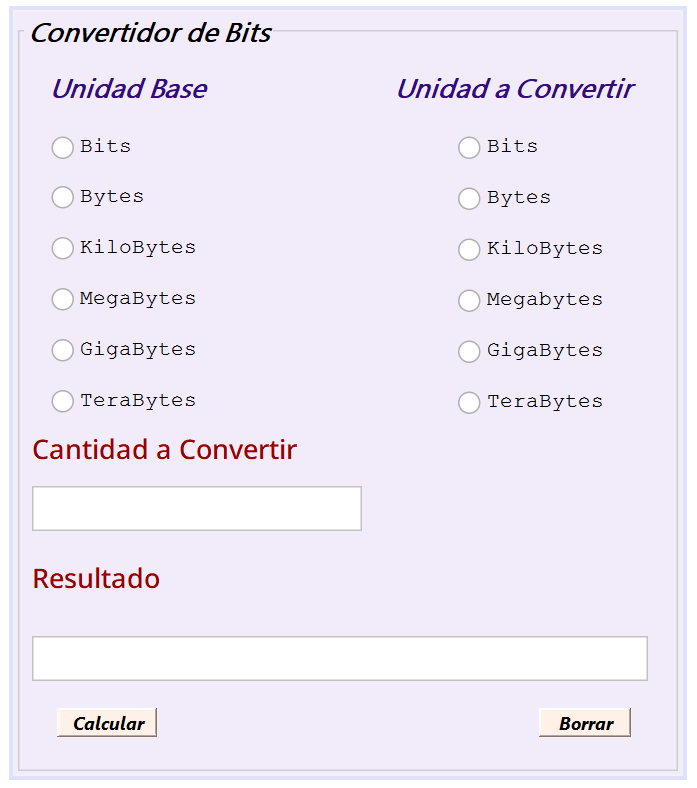 Convertidor de Bits
Unidad Base Unidad a Convertir
Bits Bits
Bytes Bytes
KiloBytes KiloBytes
MegaBytes Megabytes
GigaBytes GigaBytes
TeraBytes TeraBytes
Cantidad a Convertir
Resultado
Calcular Borrar